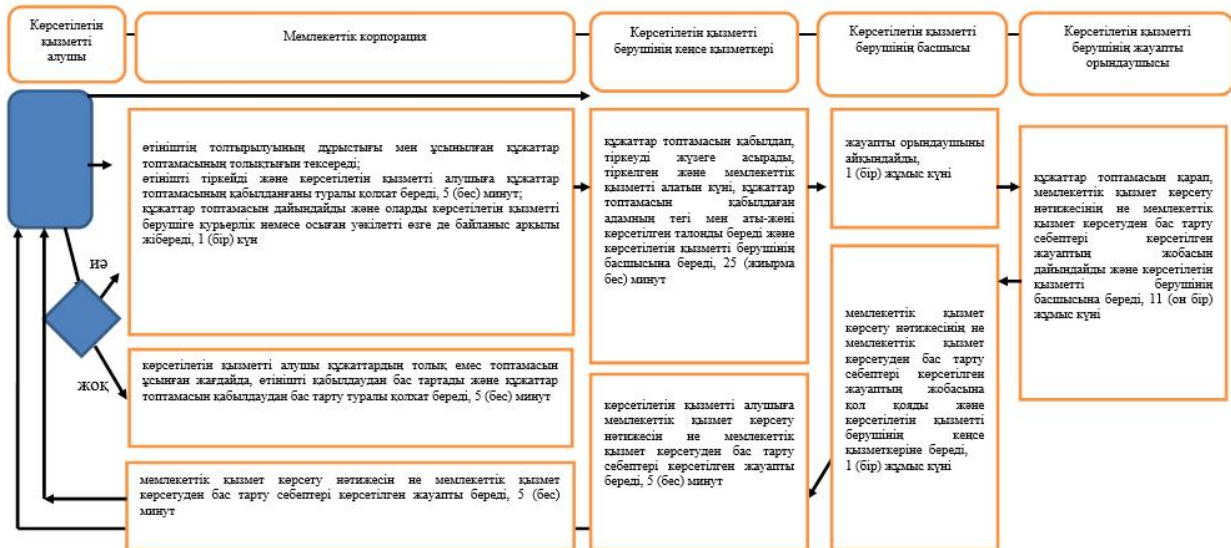 Көрсетілетін
қызметті
алушы
Мемлекеттік корпорация
Көрсетілетін қызметті
берушінің кеңсе қызметкері
Көрсетілетін қызметті
берушінің басшысы
Көрсетілетін қызметті
берушінің жауапты
орындаушысы
өтініштің толтырылуының дұрыстығы мен ұсынылған құжаттар
топтамасының толықтығын тексереді;
өтінішті тіркейді және көрсетілетін қызметті алушыға құжаттар
топтамасының қабылданғаны туралы қолхат береді, 5 (бес) минут;
құжаттар топтамасын дайындайды және оларды көрсетілетін қызметті
берушіге курьерлік немесе осыған уәкілетті өзге де байланыс арқылы
жібереді, 1 (бір) күн
құжаттар топтамасын қабылдап,
тіркеуді жүзеге асырады,
тіркелген және мемлекеттік
қызметті алатын күні, құжаттар
топтамасын қабылдаған
адамның тегі мен аты-жөні
көрсетілген талонды береді және
көрсетілетін қызметті берушінің
басшысына береді, 25 (жиырма
бес) минут
жауапты орындаушыны
айқындайды,
1 (бір) жұмыс күні
құжаттар топтамасын қарап,
мемлекеттік қызмет көрсету
нәтижесінің не мемлекеттік
қызмет көрсетуден бас тарту
себептері көрсетілген
жауаптың жобасын
дайындайды және көрсетілетін
қызметті берушінің
басшысына береді, 11 (он бір)
жұмыс күні
иә
жоқ
көрсетілетін қызметті алушы құжаттардың толық емес топтамасын
ұсынған жағдайда, өтінішті қабылдаудан бас тартады және құжаттар
топтамасын қабылдаудан бас тарту туралы қолхат береді, 5 (бес) минут
мемлекеттік қызмет
көрсету нәтижесінің не
мемлекеттік қызмет
көрсетуден бас тарту
себептері көрсетілген
жауаптың жобасына
қол қояды және
көрсетілетін қызметті
берушінің кеңсе
қызметкеріне береді,
1 (бір) жұмыс күні
көрсетілетін қызметті алушыға
мемлекеттік қызмет көрсету
нәтижесін не мемлекеттік
қызмет көрсетуден бас тарту
себептері көрсетілген жауапты
береді, 5 (бес) минут
мемлекеттік қызмет көрсету нәтижесін не мемлекеттік қызмет
көрсетуден бас тарту себептері көрсетілген жауапты береді, 5 (бес)
минут